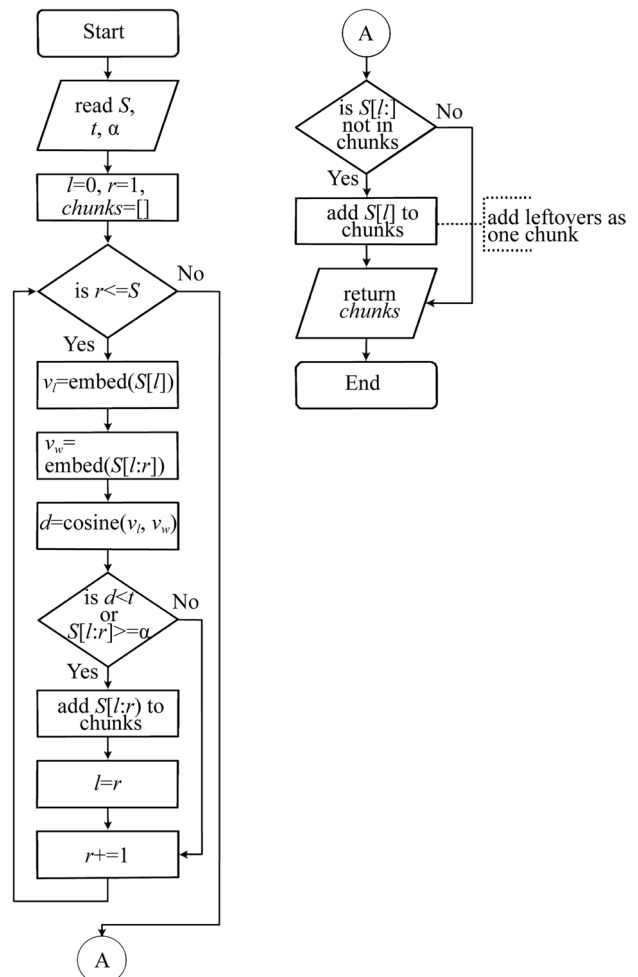 Start
read S,
t, α
l=0, r=1,
chunks=[]
is r<=S
No
Yes
vₗ=embed(S[l])
v_w=
embed(S[l:r])
d=cosine(vₗ, v_w)
is d<t
or
S[l:r]>=α
No
Yes
add S[l:r) to
chunks
l=r
r+=1
A
A
is S[l:]
not in
chunks
No
Yes
add S[l] to
chunks
add leftovers as
one chunk
return
chunks
End